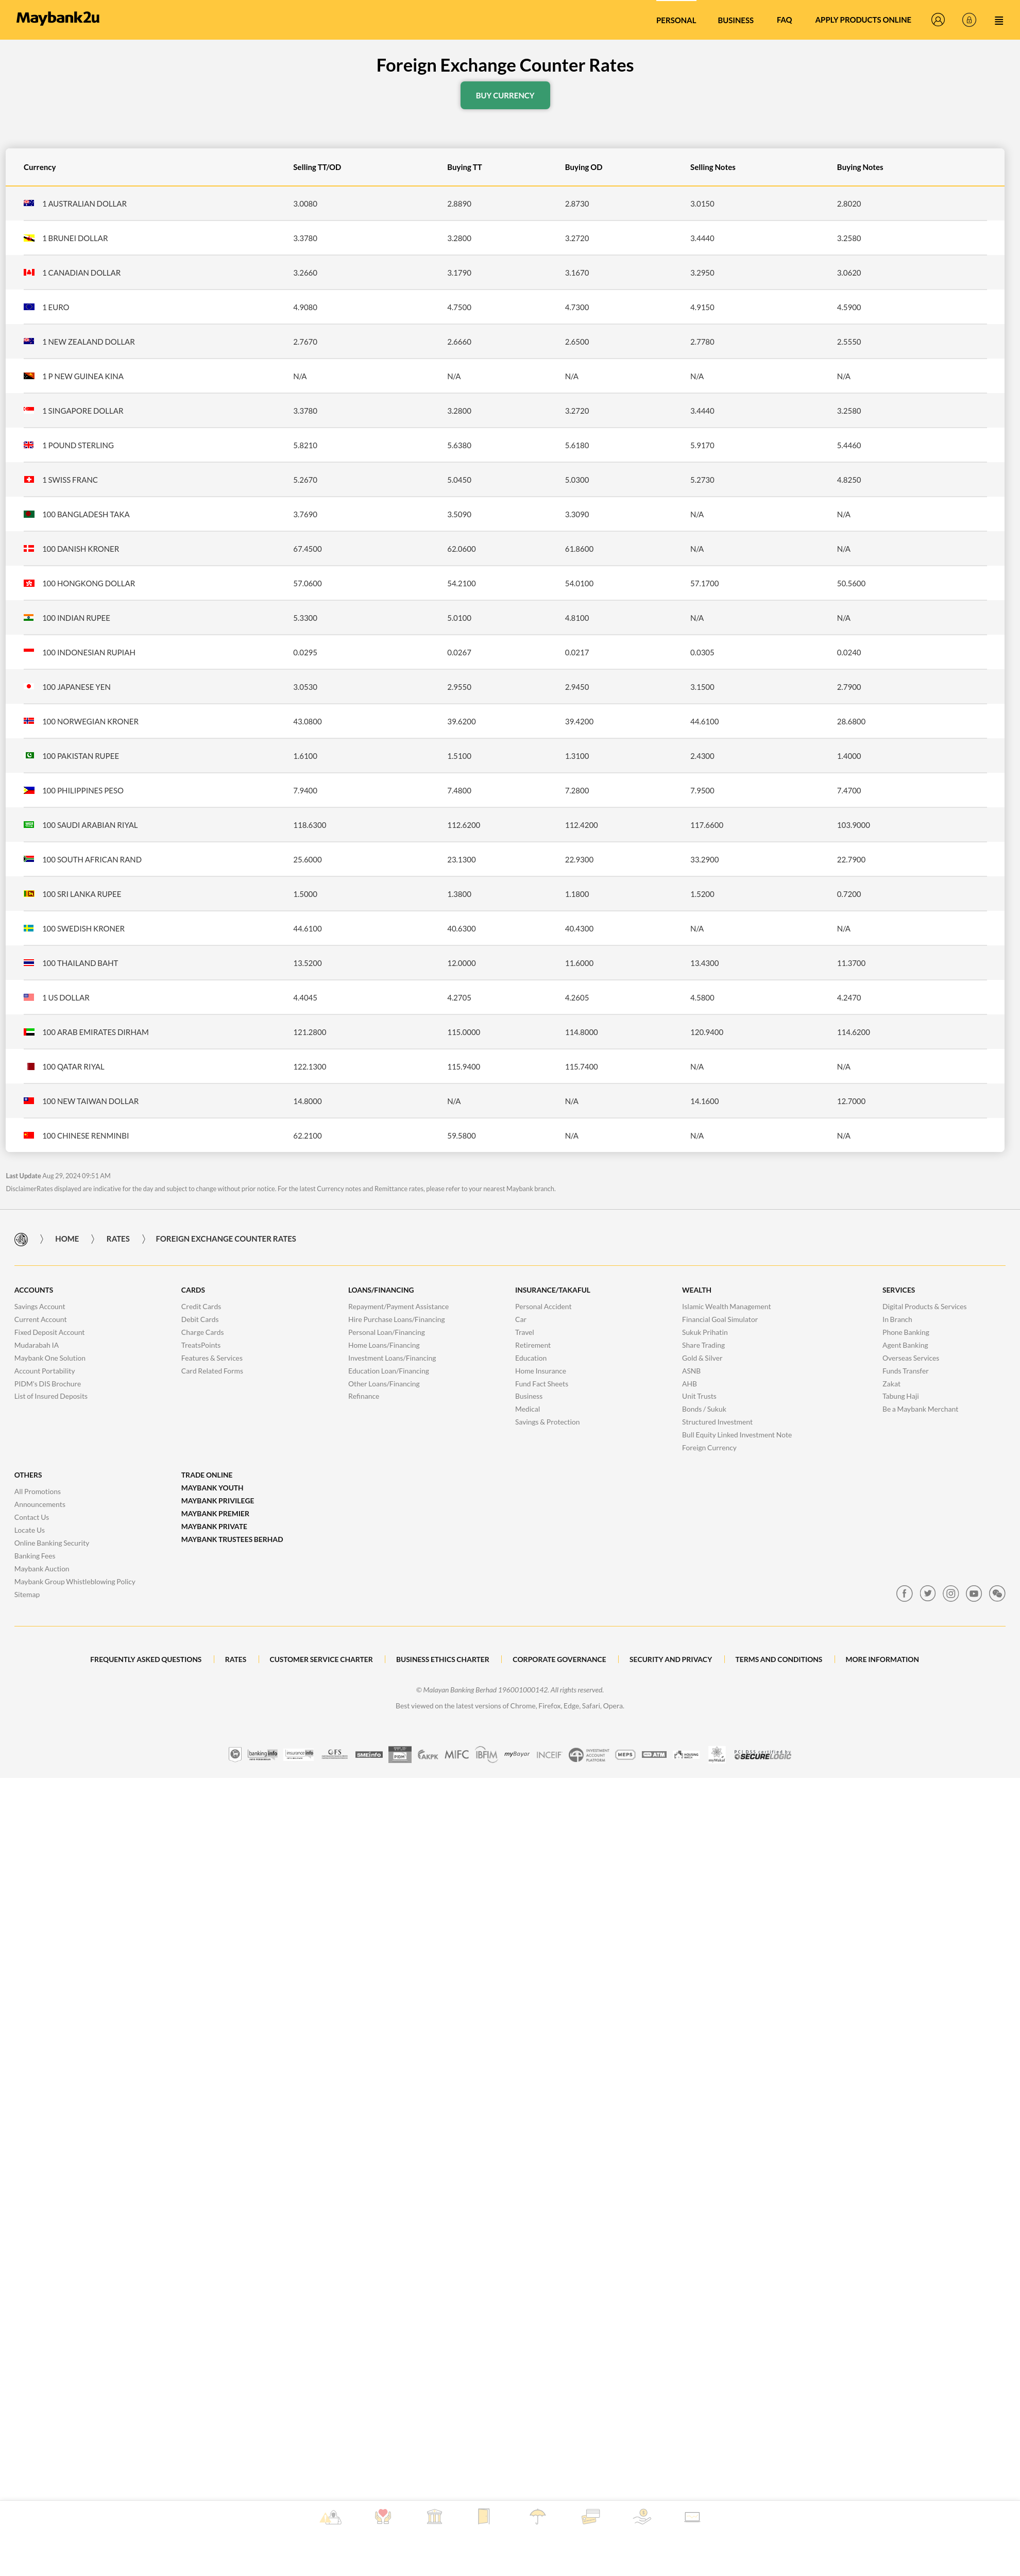 Maybank2u PERSONAL BUSINESS FAQ APPLY PRODUCTS ONLINE
Foreign Exchange Counter Rates
BUY CURRENCY
Currency Selling TT/OD Buying TT Buying OD Selling Notes Buying Notes
1 AUSTRALIAN DOLLAR 3.0080 2.8890 2.8730 3.0150 2.8020
1 BRUNEI DOLLAR 3.3780 3.2800 3.2720 3.4440 3.2580
1 CANADIAN DOLLAR 3.2660 3.1790 3.1670 3.2950 3.0620
1 EURO 4.9080 4.7500 4.7300 4.9150 4.5900
1 NEW ZEALAND DOLLAR 2.7670 2.6660 2.6500 2.7780 2.5550
1 P NEW GUINEA KINA N/A N/A N/A N/A N/A
1 SINGAPORE DOLLAR 3.3780 3.2800 3.2720 3.4440 3.2580
1 POUND STERLING 5.8210 5.6380 5.6180 5.9170 5.4460
1 SWISS FRANC 5.2670 5.0450 5.0300 5.2730 4.8250
100 BANGLADESH TAKA 3.7690 3.5090 3.3090 N/A N/A
100 DANISH KRONER 67.4500 62.0600 61.8600 N/A N/A
100 HONGKONG DOLLAR 57.0600 54.2100 54.0100 57.1700 50.5600
100 INDIAN RUPEE 5.3300 5.0100 4.8100 N/A N/A
100 INDONESIAN RUPIAH 0.0295 0.0267 0.0217 0.0305 0.0240
100 JAPANESE YEN 3.0530 2.9550 2.9450 3.1500 2.7900
100 NORWEGIAN KRONER 43.0800 39.6200 39.4200 44.6100 28.6800
100 PAKISTAN RUPEE 1.6100 1.5100 1.3100 2.4300 1.4000
100 PHILIPPINES PESO 7.9400 7.4800 7.2800 7.9500 7.4700
100 SAUDI ARABIAN RIYAL 118.6300 112.6200 112.4200 117.6600 103.9000
100 SOUTH AFRICAN RAND 25.6000 23.1300 22.9300 33.2900 22.7900
100 SRI LANKA RUPEE 1.5000 1.3800 1.1800 1.5200 0.7200
100 SWEDISH KRONER 44.6100 40.6300 40.4300 N/A N/A
100 THAILAND BAHT 13.5200 12.0000 11.6000 13.4300 11.3700
1 US DOLLAR 4.4045 4.2705 4.2605 4.5800 4.2470
100 ARAB EMIRATES DIRHAM 121.2800 115.0000 114.8000 120.9400 114.6200
100 QATAR RIYAL 122.1300 115.9400 115.7400 N/A N/A
100 NEW TAIWAN DOLLAR 14.8000 N/A N/A 14.1600 12.7000
100 CHINESE RENMINBI 62.2100 59.5800 N/A N/A N/A
Last Update Aug 29, 2024 09:51 AM
DisclaimerRates displayed are indicative for the day and subject to change without prior notice. For the latest Currency notes and Remittance rates, please refer to your nearest Maybank branch.
HOME RATES FOREIGN EXCHANGE COUNTER RATES
ACCOUNTS
Savings Account
Current Account
Fixed Deposit Account
Mudarabah IA
Maybank One Solution
Account Portability
PIDM's DIS Brochure
List of Insured Deposits
CARDS
Credit Cards
Debit Cards
Charge Cards
TreatsPoints
Features & Services
Card Related Forms
LOANS/FINANCING
Repayment/Payment Assistance
Hire Purchase Loans/Financing
Personal Loan/Financing
Home Loans/Financing
Investment Loans/Financing
Education Loan/Financing
Other Loans/Financing
Refinance
INSURANCE/TAKAFUL
Personal Accident
Car
Travel
Retirement
Education
Home Insurance
Fund Fact Sheets
Business
Medical
Savings & Protection
WEALTH
Islamic Wealth Management
Financial Goal Simulator
Sukuk Prihatin
Share Trading
Gold & Silver
ASNB
AHB
Unit Trusts
Bonds / Sukuk
Structured Investment
Bull Equity Linked Investment Note
Foreign Currency
SERVICES
Digital Products & Services
In Branch
Phone Banking
Agent Banking
Overseas Services
Funds Transfer
Zakat
Tabung Haji
Be a Maybank Merchant
OTHERS
All Promotions
Announcements
Contact Us
Locate Us
Online Banking Security
Banking Fees
Maybank Auction
Maybank Group Whistleblowing Policy
Sitemap
TRADE ONLINE
MAYBANK YOUTH
MAYBANK PRIVILEGE
MAYBANK PREMIER
MAYBANK PRIVATE
MAYBANK TRUSTEES BERHAD
FREQUENTLY ASKED QUESTIONS RATES CUSTOMER SERVICE CHARTER BUSINESS ETHICS CHARTER CORPORATE GOVERNANCE SECURITY AND PRIVACY TERMS AND CONDITIONS MORE INFORMATION
© Malayan Banking Berhad 196001000142. All rights reserved.
Best viewed on the latest versions of Chrome, Firefox, Edge, Safari, Opera.
bankinginfo insuranceinfo OFS SMEinfo AKPK MIFC IBFIM myBayar INCEIF INVESTMENT ACCOUNT PLATFORM MEPS ATM PCI DSS certified by SECURELOGIC